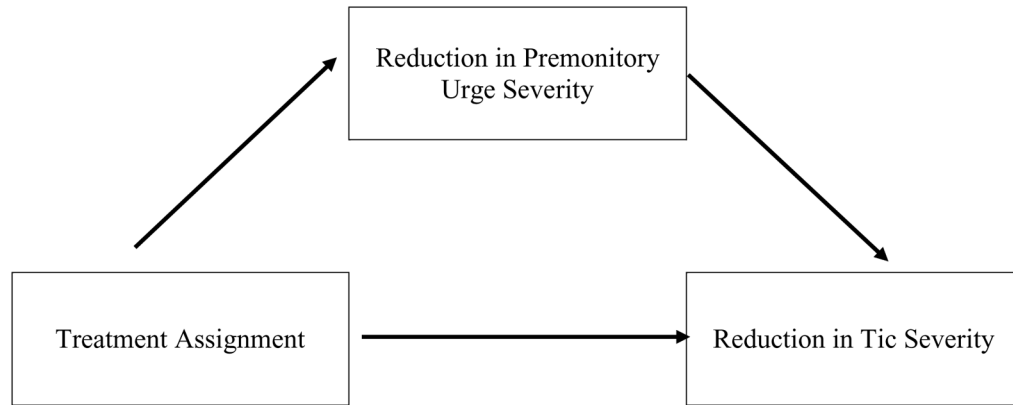 Reduction in Premonitory
Urge Severity
Treatment Assignment
Reduction in Tic Severity